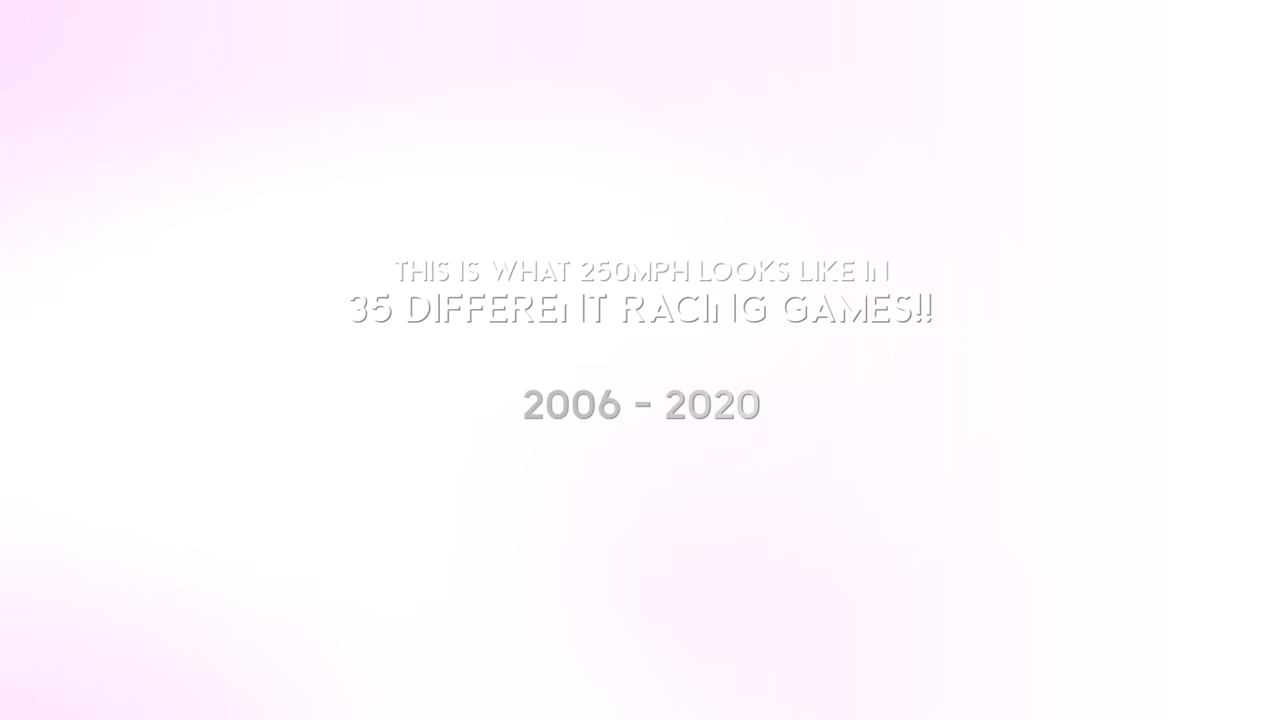 THIS IS WHAT 250MPH LOOKS LIKE IN
35 DIFFERENT RACING GAMES!!
2006 - 2020